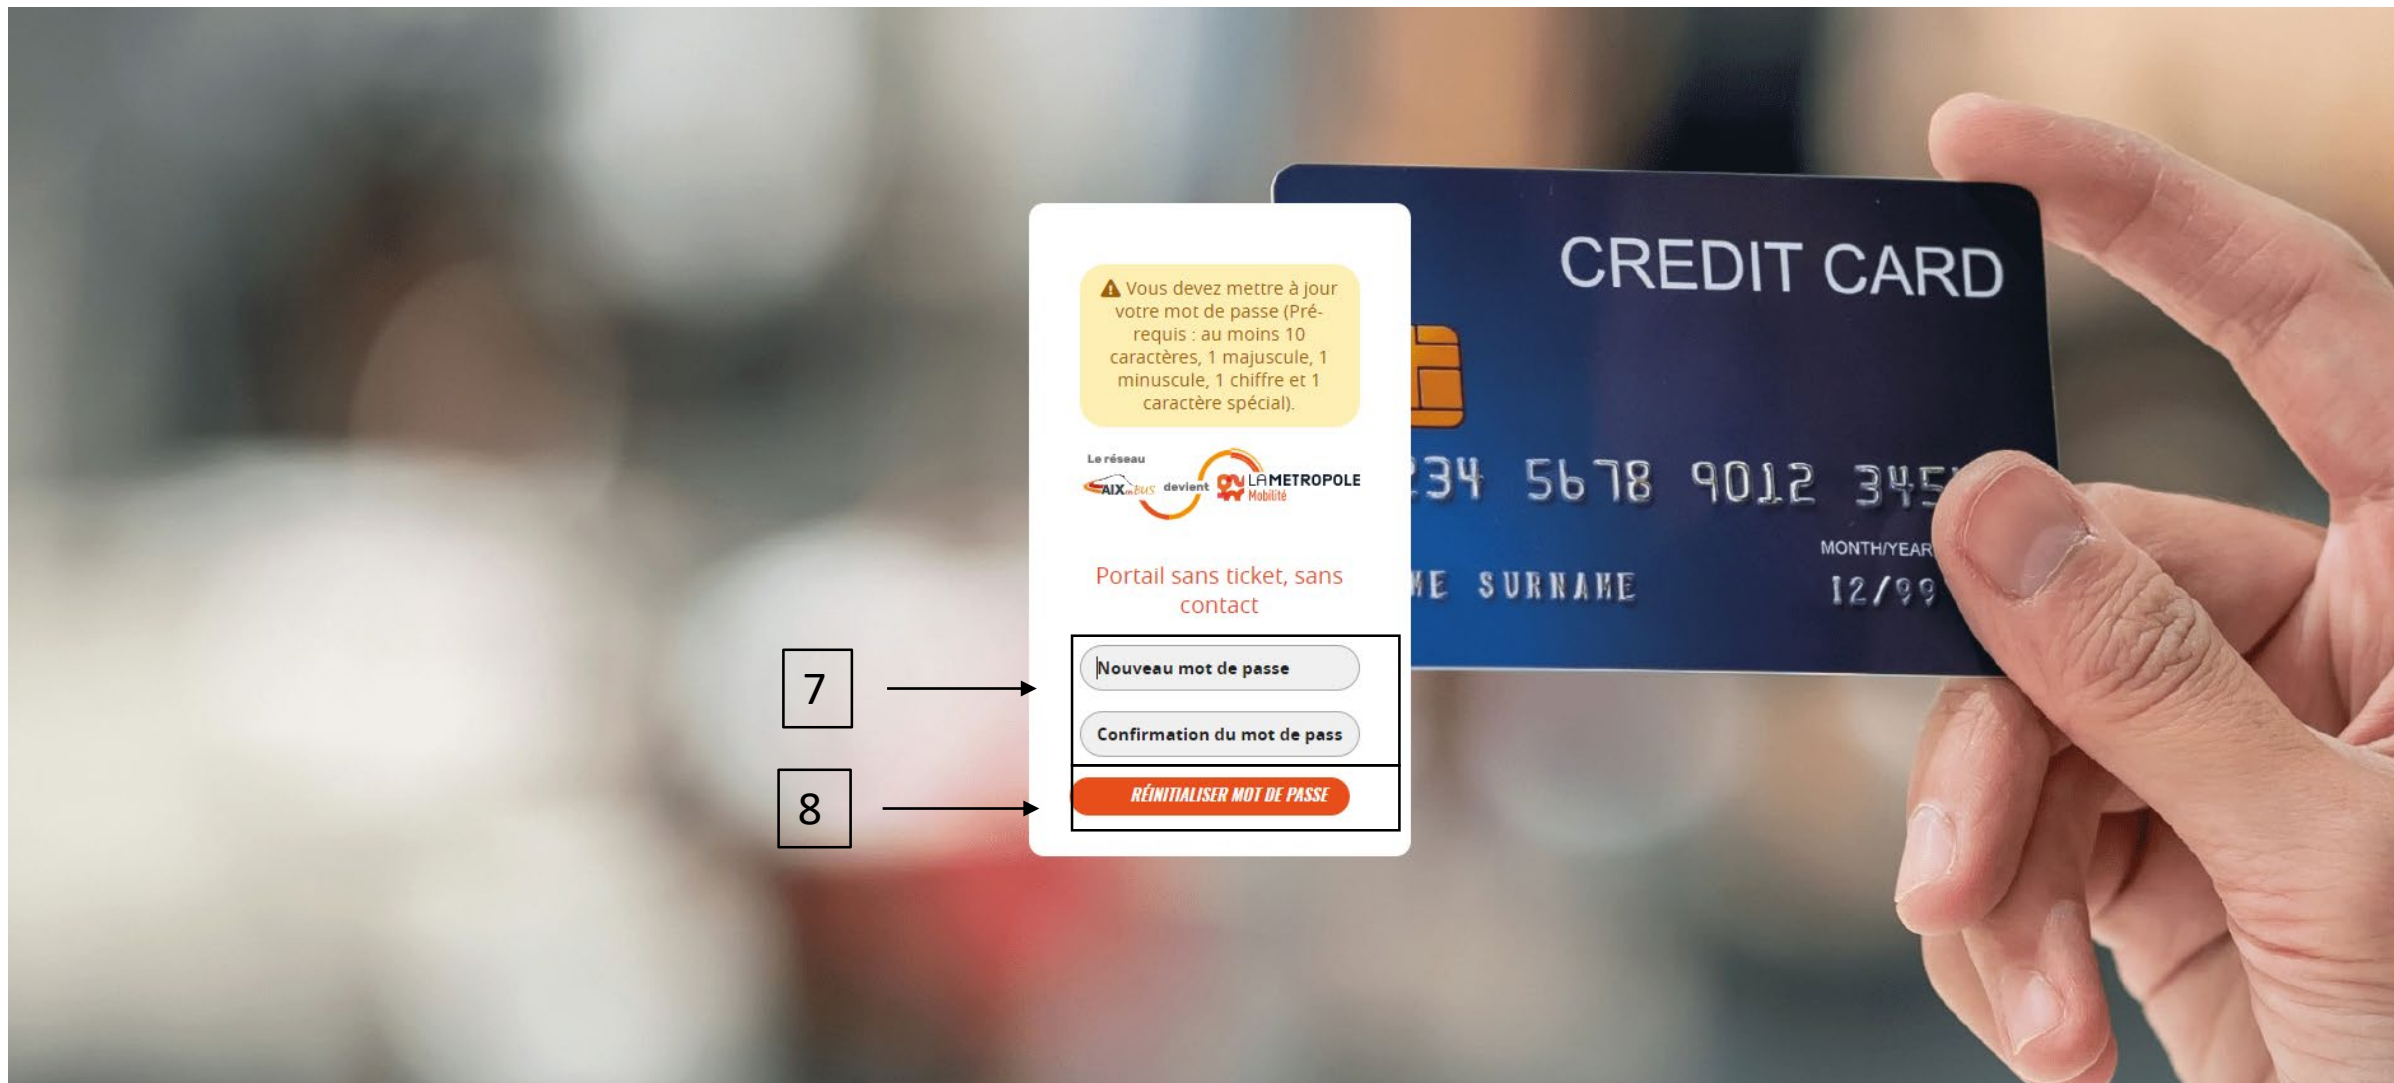 CREDIT CARD
⚠ Vous devez mettre à jour
votre mot de passe (Pré-
requis : au moins 10
caractères, 1 majuscule, 1
minuscule, 1 chiffre et 1
caractère spécial).
Le réseau
AIX en BUS devient LA METROPOLE
Mobilité
234 5678 9012 345
MONTH/YEAR
12/99
ME SURNAME
Portail sans ticket, sans
contact
7
Nouveau mot de passe
Confirmation du mot de pass
8
RÉINITIALISER MOT DE PASSE